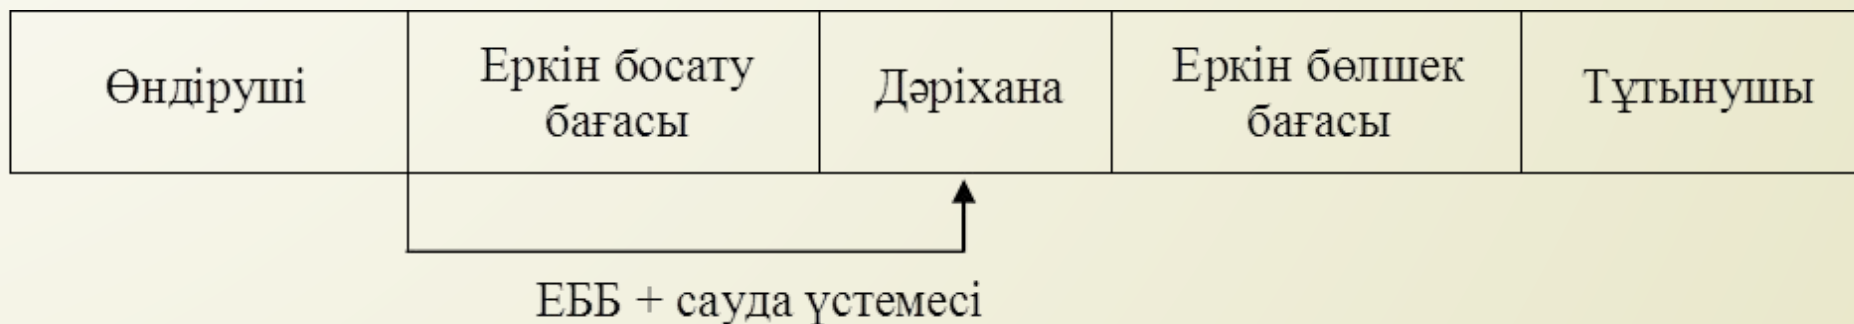 Өндіруші
Еркін босату
бағасы
Дәріхана
Еркін бөлшек
бағасы
Тұтынушы
ЕББ + сауда үстемесі